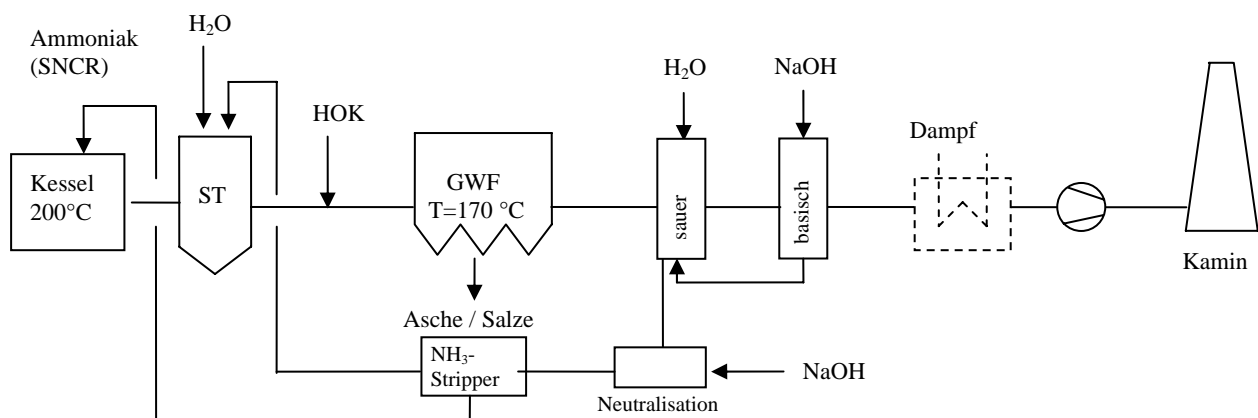 Ammoniak
(SNCR)
H₂O
HOK
H₂O
NaOH
Dampf
Kessel
200°C
ST
GWF
T=170 °C
sauer
basisch
Kamin
Asche / Salze
NH₃-
Stripper
NaOH
Neutralisation